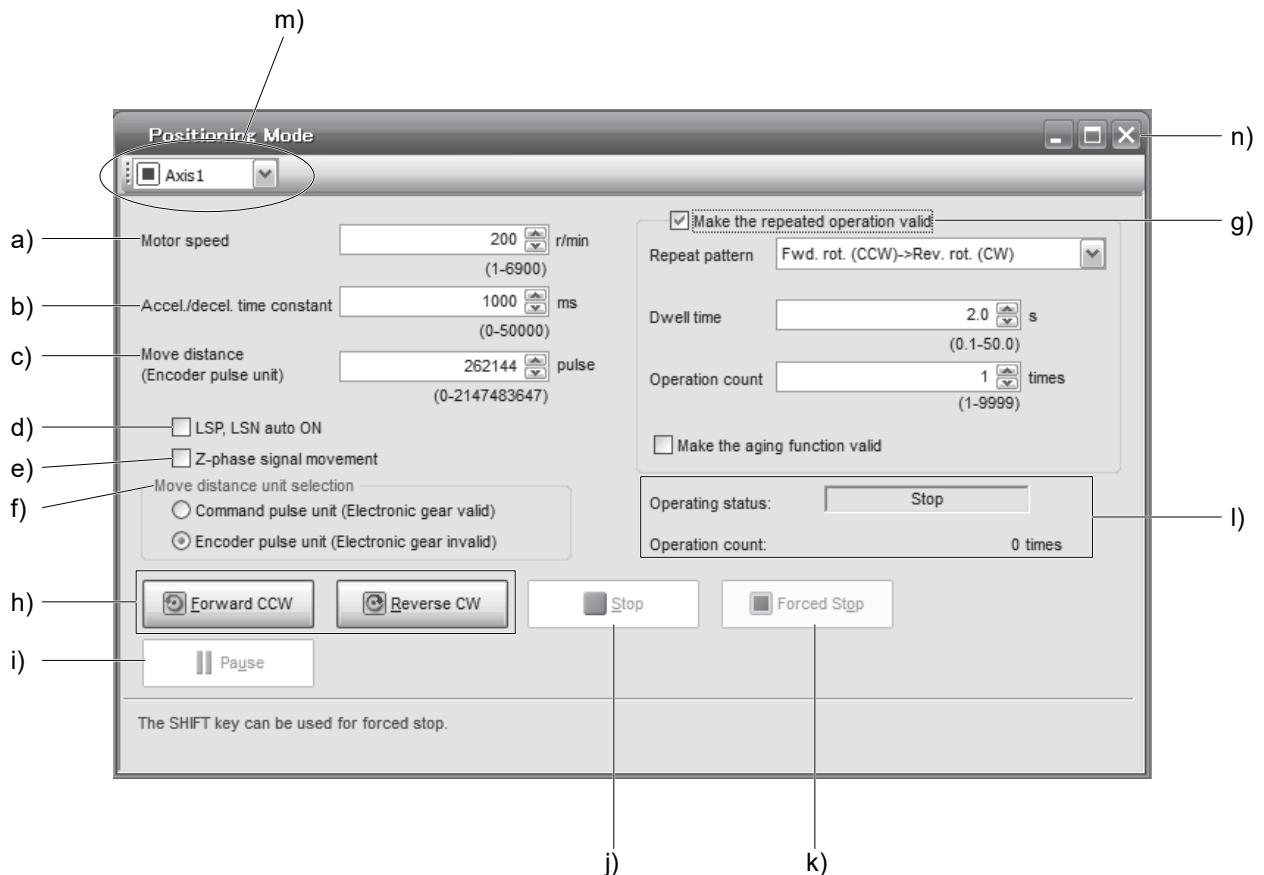 m)
Positioning Mode
n)
Axis1
a)
Motor speed
200
r/min
(1-6900)
b)
Accel./decel. time constant
1000
ms
(0-50000)
c)
Move distance
(Encoder pulse unit)
262144
pulse
(0-2147483647)
d)
LSP, LSN auto ON
e)
Z-phase signal movement
f)
Move distance unit selection
Command pulse unit (Electronic gear valid)
Encoder pulse unit (Electronic gear invalid)
g)
Make the repeated operation valid
Repeat pattern
Fwd. rot. (CCW)->Rev. rot. (CW)
Dwell time
2.0
s
(0.1-50.0)
Operation count
1
times
(1-9999)
Make the aging function valid
Operating status:
Stop
l)
Operation count:
0 times
h)
Forward CCW
Reverse CW
Stop
Forced Stop
i)
Pause
The SHIFT key can be used for forced stop.
j)
k)